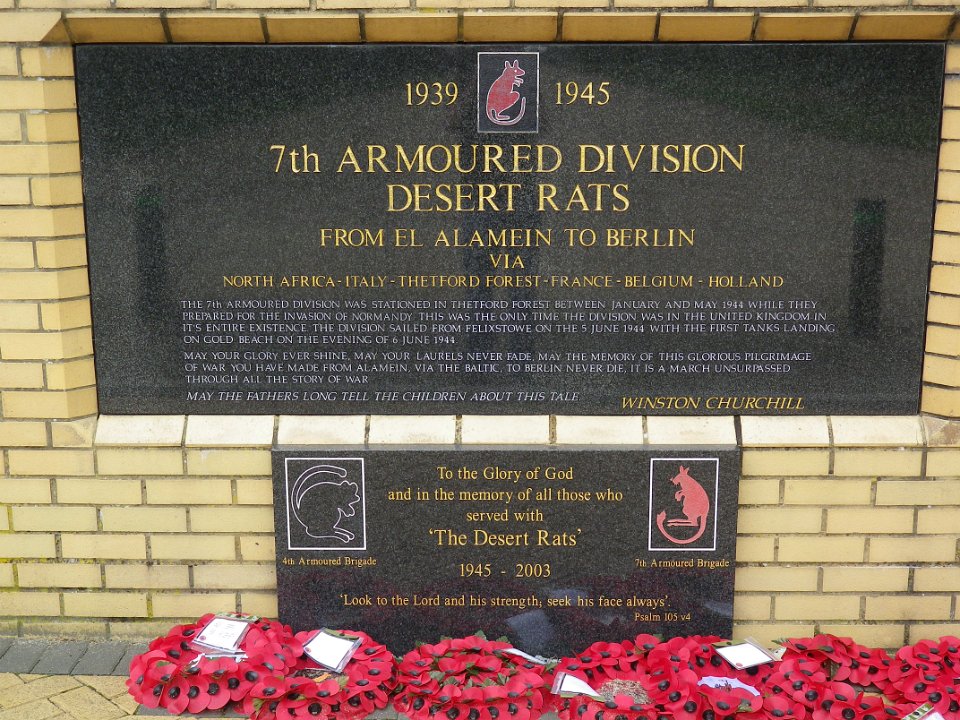 1939 1945
7th ARMOURED DIVISION
DESERT RATS
FROM EL ALAMEIN TO BERLIN
VIA
NORTH AFRICA - ITALY - THETFORD FOREST - FRANCE - BELGIUM - HOLLAND
THE 7th ARMOURED DIVISION WAS STATIONED IN THETFORD FOREST BETWEEN JANUARY AND MAY 1944 WHILE THEY
PREPARED FOR THE INVASION OF NORMANDY. THIS WAS THE ONLY TIME THE DIVISION WAS IN THE UNITED KINGDOM IN
IT'S ENTIRE EXISTENCE. THE DIVISION SAILED FROM FELIXSTOWE ON THE 5 JUNE 1944 WITH THE FIRST TANKS LANDING
ON GOLD BEACH ON THE EVENING OF 6 JUNE 1944
MAY YOUR GLORY EVER SHINE, MAY YOUR LAURELS NEVER FADE, MAY THE MEMORY OF THIS GLORIOUS PILGRIMAGE
OF WAR YOU HAVE MADE FROM ALAMEIN, VIA THE BALTIC, TO BERLIN NEVER DIE, IT IS A MARCH UNSURPASSED
THROUGH ALL THE STORY OF WAR
MAY THE FATHERS LONG TELL THE CHILDREN ABOUT THIS TALE
WINSTON CHURCHILL
To the Glory of God
and in the memory of all those who
served with
'The Desert Rats'
1945 - 2003
4th Armoured Brigade
7th Armoured Brigade
'Look to the Lord and his strength; seek his face always'.
Psalm 105 v4